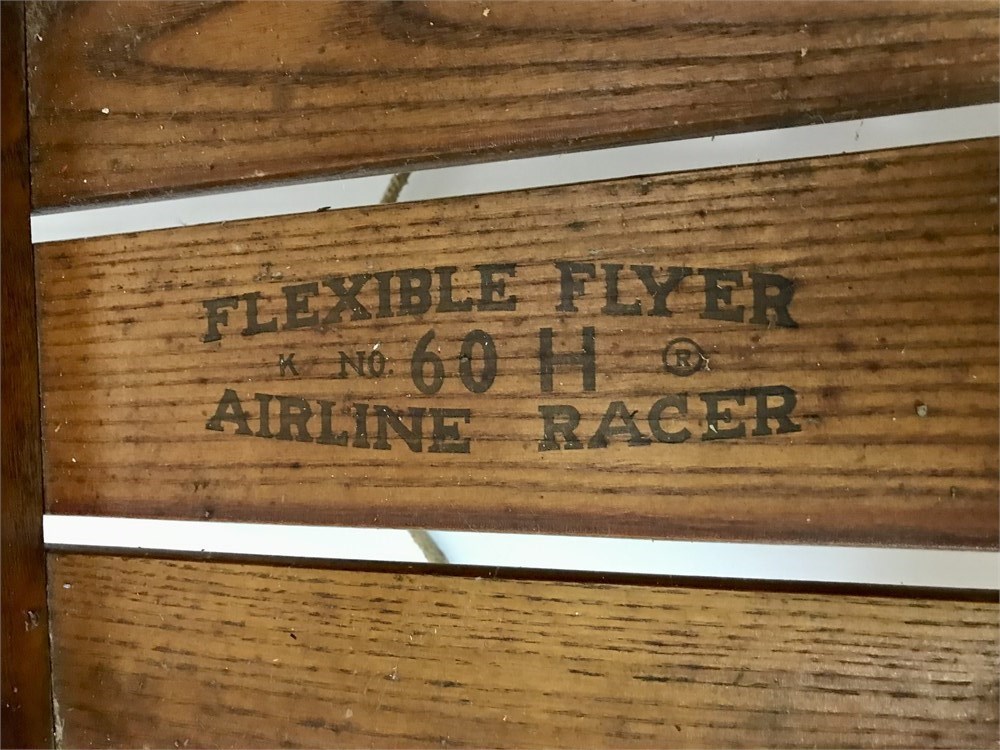 FLEXIBLE FLYER
K NO. 60 H ®
AIRLINE RACER